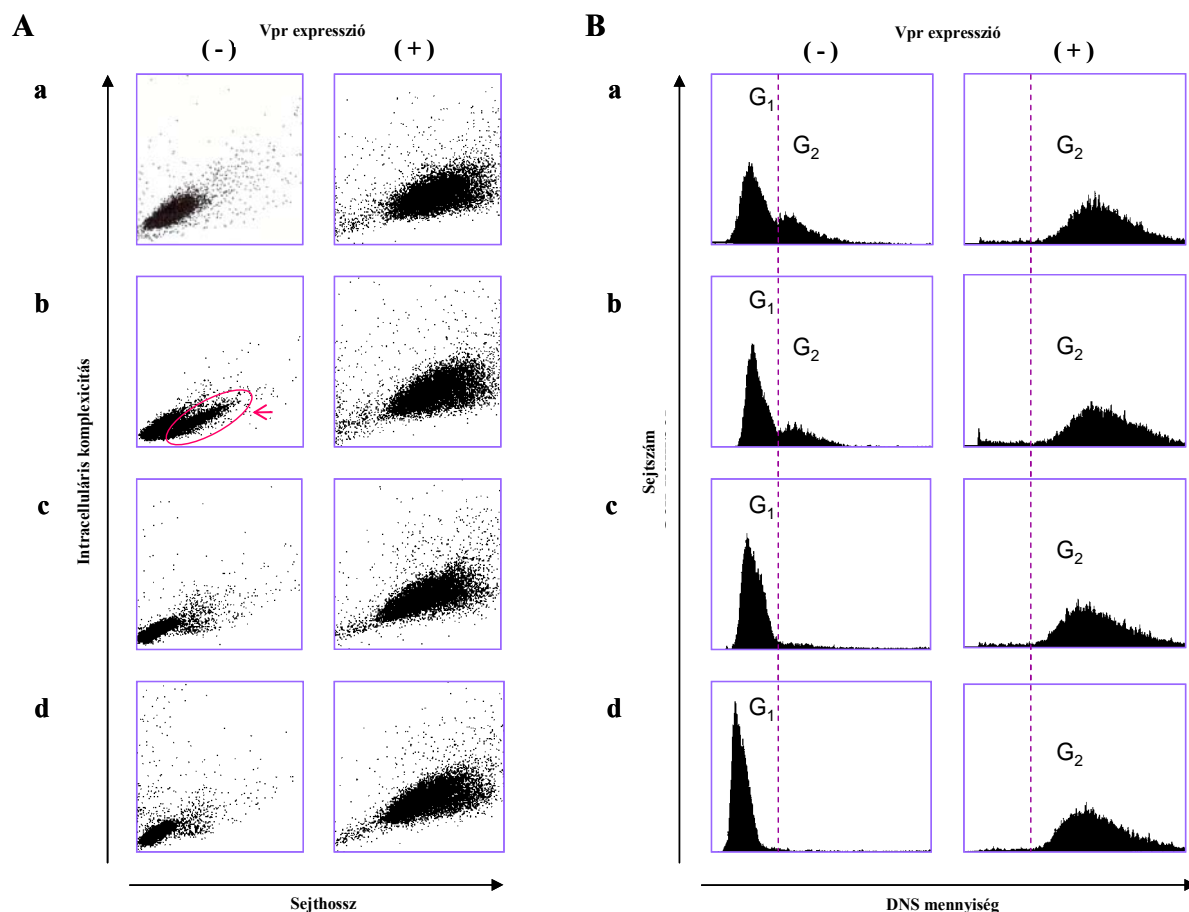 A
Vpr expresszió
( - )
( + )
a
b
c
d
Intracelluláris komplexicitás
Sejthossz
B
Vpr expresszió
( - )
( + )
a
G1
G2
G2
b
G1
G2
G2
c
G1
G2
d
G1
G2
Sejtszám
DNS mennyiség